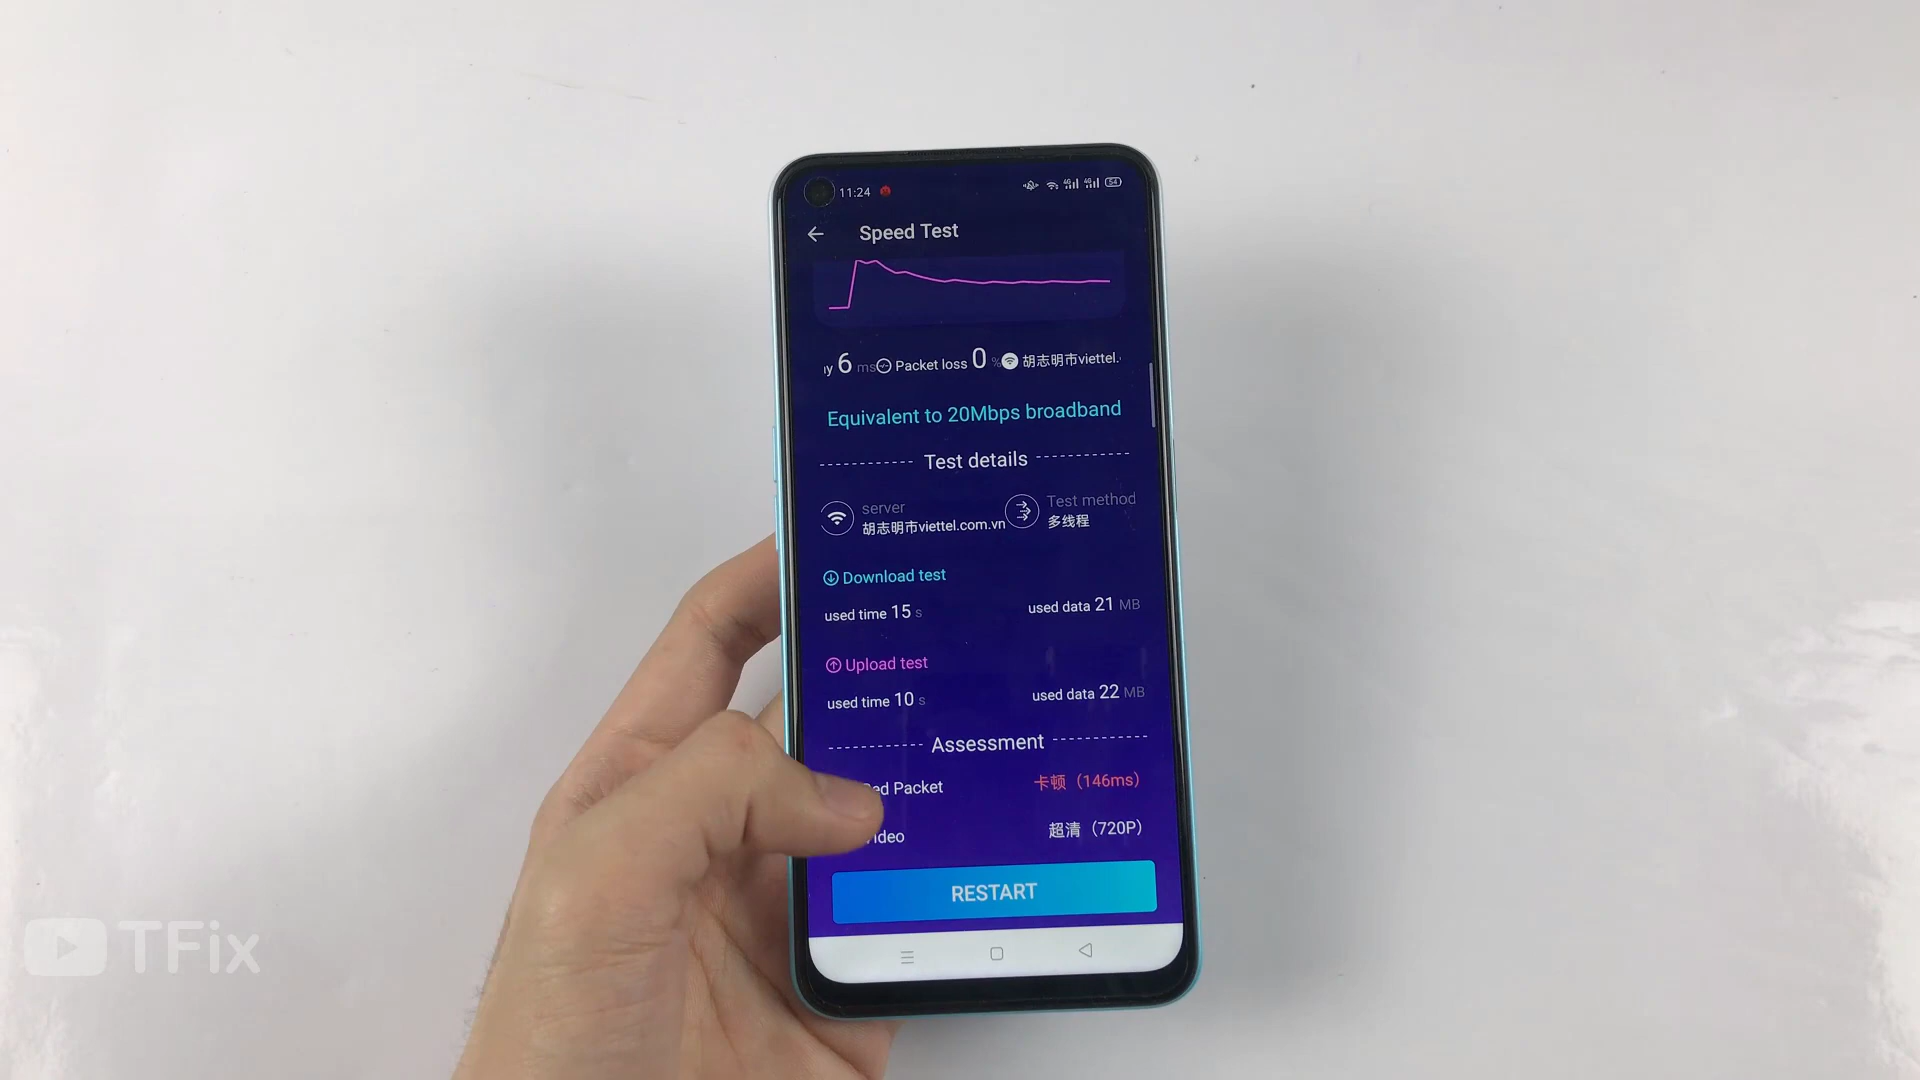 11:24
54
Speed Test
y 6 ms Packet loss 0 % 胡志明市viettel.
Equivalent to 20Mbps broadband
Test details
server
胡志明市viettel.com.vn
Test method
多线程
Download test
used time 15 s
used data 21 MB
Upload test
used time 10 s
used data 22 MB
Assessment
ed Packet
卡顿（146ms）
ideo
超清（720P）
RESTART
TFix